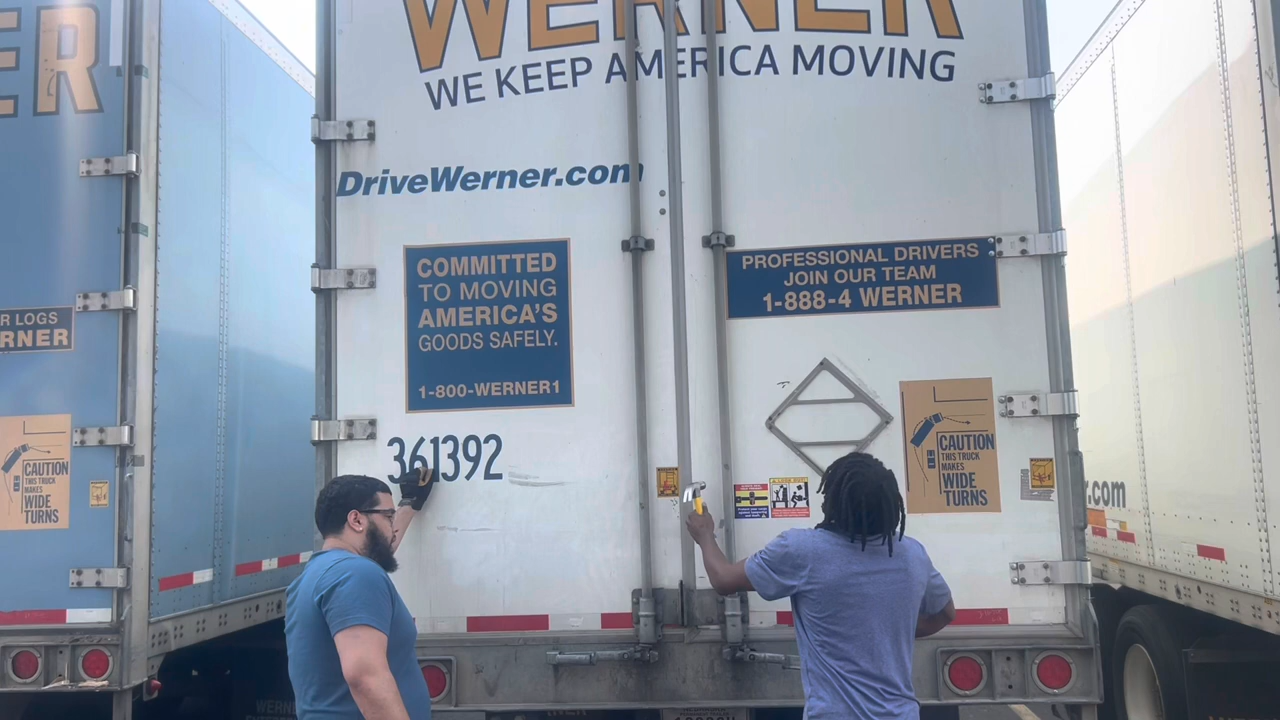 WERNER
WE KEEP AMERICA MOVING
DriveWerner.com
COMMITTED
TO MOVING
AMERICA'S
GOODS SAFELY.
1-800-WERNER1
PROFESSIONAL DRIVERS
JOIN OUR TEAM
1-888-4 WERNER
361392
CAUTION
THIS TRUCK
MAKES
WIDE
TURNS
ER
R LOGS
RNER
CAUTION
THIS TRUCK
MAKES
WIDE
TURNS
r.com
WERNER